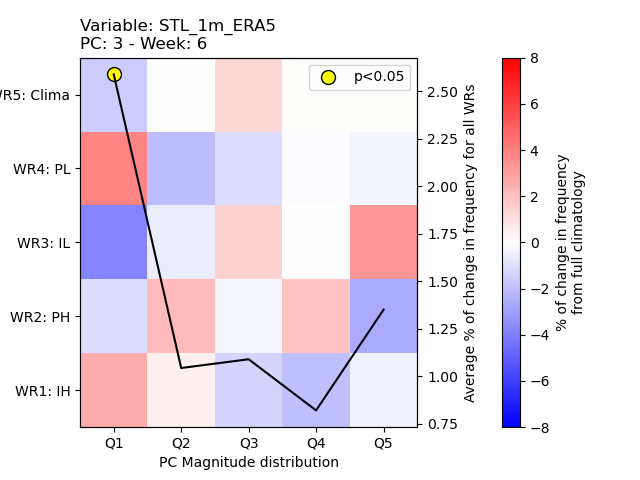 Variable: STL_1m_ERA5
PC: 3 - Week: 6
p<0.05
WR5: Clima
WR4: PL
WR3: IL
WR2: PH
WR1: IH
Q1 Q2 Q3 Q4 Q5
PC Magnitude distribution
2.50
2.25
2.00
1.75
1.50
1.25
1.00
0.75
Average % of change in frequency for all WRs
8
6
4
2
0
−2
−4
−6
−8
% of change in frequency
from full climatology